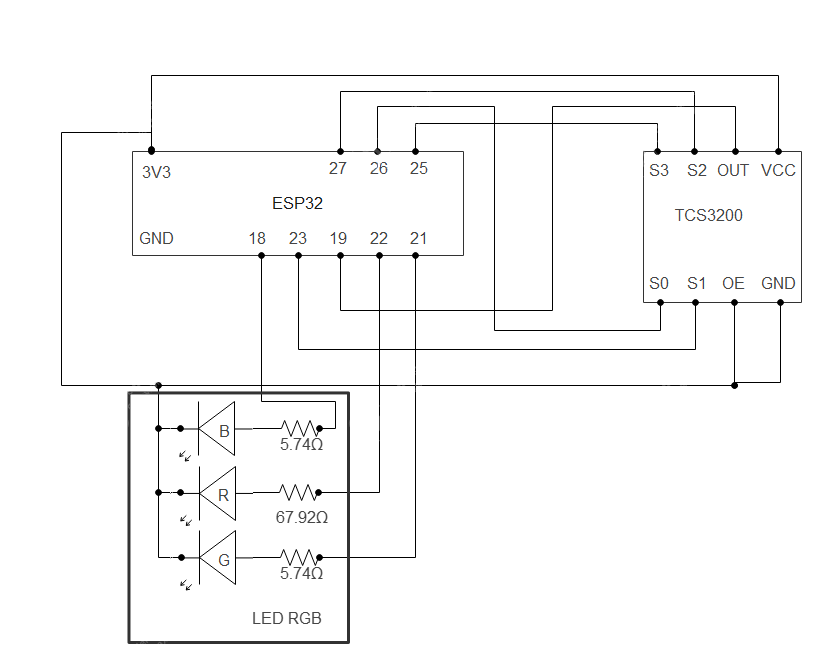 3V3 27 26 25
ESP32
GND 18 23 19 22 21
S3 S2 OUT VCC
TCS3200
S0 S1 OE GND
B
5.74Ω
R
67.92Ω
G
5.74Ω
LED RGB